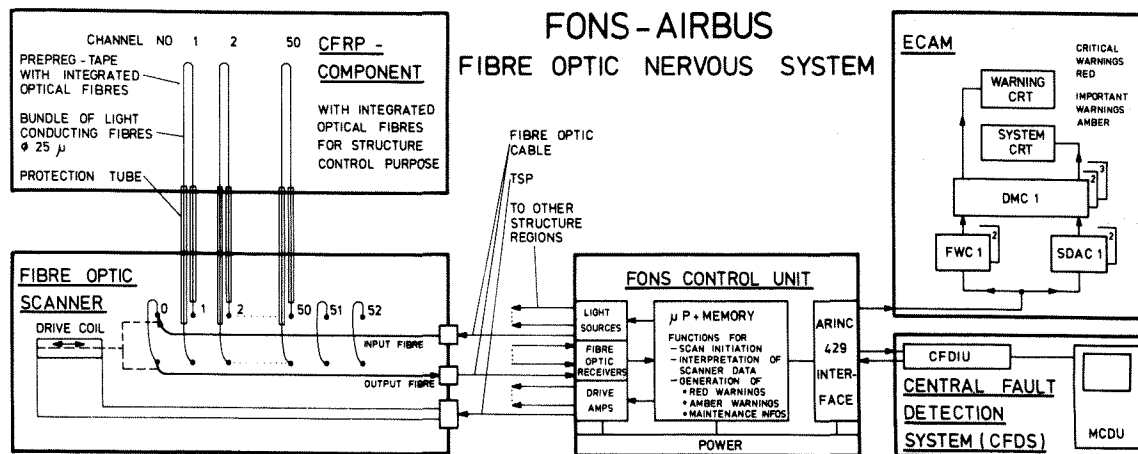 FONS-AIRBUS
FIBRE OPTIC NERVOUS SYSTEM
CHANNEL NO 1 2 50
CFRP -
COMPONENT
PREPREG - TAPE
WITH INTEGRATED
OPTICAL FIBRES
BUNDLE OF LIGHT
CONDUCTING FIBRES
ϕ 25 μ
PROTECTION TUBE
WITH INTEGRATED
OPTICAL FIBRES
FOR STRUCTURE
CONTROL PURPOSE
FIBRE OPTIC
CABLE
TSP
TO OTHER
STRUCTURE
REGIONS
FIBRE OPTIC
SCANNER
DRIVE COIL
0 1 2 50 51 52
INPUT FIBRE
OUTPUT FIBRE
FONS CONTROL UNIT
LIGHT
SOURCES
FIBRE
OPTIC
RECEIVERS
DRIVE
AMPS
μP + MEMORY
FUNCTIONS FOR
- SCAN INITIATION
- INTERPRETATION OF
SCANNER DATA
- GENERATION OF
• RED WARNINGS
• AMBER WARNINGS
• MAINTENANCE INFOS
ARINC
429
INTER-
FACE
POWER
ECAM
CRITICAL
WARNINGS
RED
IMPORTANT
WARNINGS
AMBER
WARNING
CRT
SYSTEM
CRT
DMC 1
2
3
FWC 1
2
SDAC 1
2
CFDIU
CENTRAL FAULT
DETECTION
SYSTEM (CFDS)
MCDU